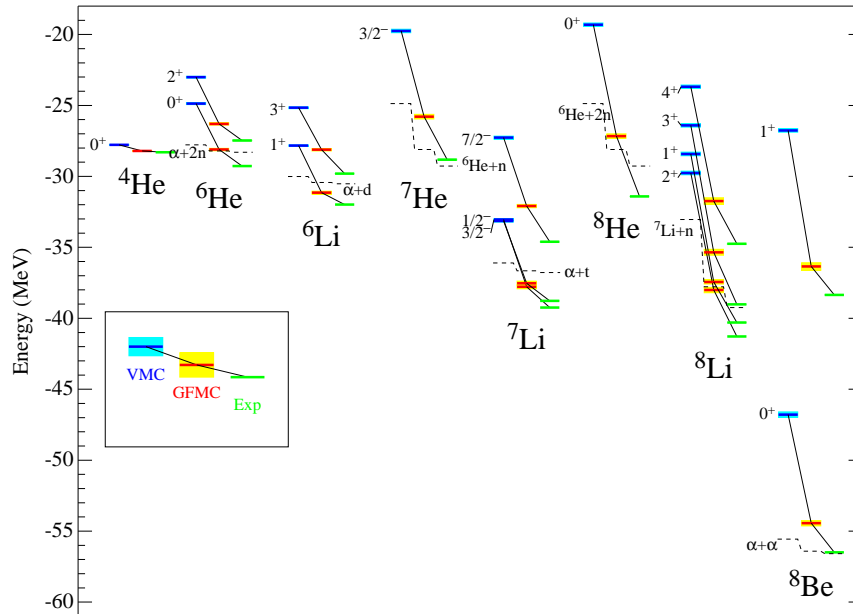 Energy (MeV)
-20
-25
-30
-35
-40
-45
-50
-55
-60
0⁺
⁴He
2⁺
0⁺
α+2n
⁶He
3⁺
1⁺
α+d
⁶Li
3/2⁻
⁶He+n
⁷He
7/2⁻
1/2⁻
3/2⁻
α+t
⁷Li
0⁺
⁶He+2n
⁸He
4⁺
3⁺
1⁺
2⁺
⁷Li+n
⁸Li
1⁺
0⁺
α+α
⁸Be
VMC
GFMC
Exp